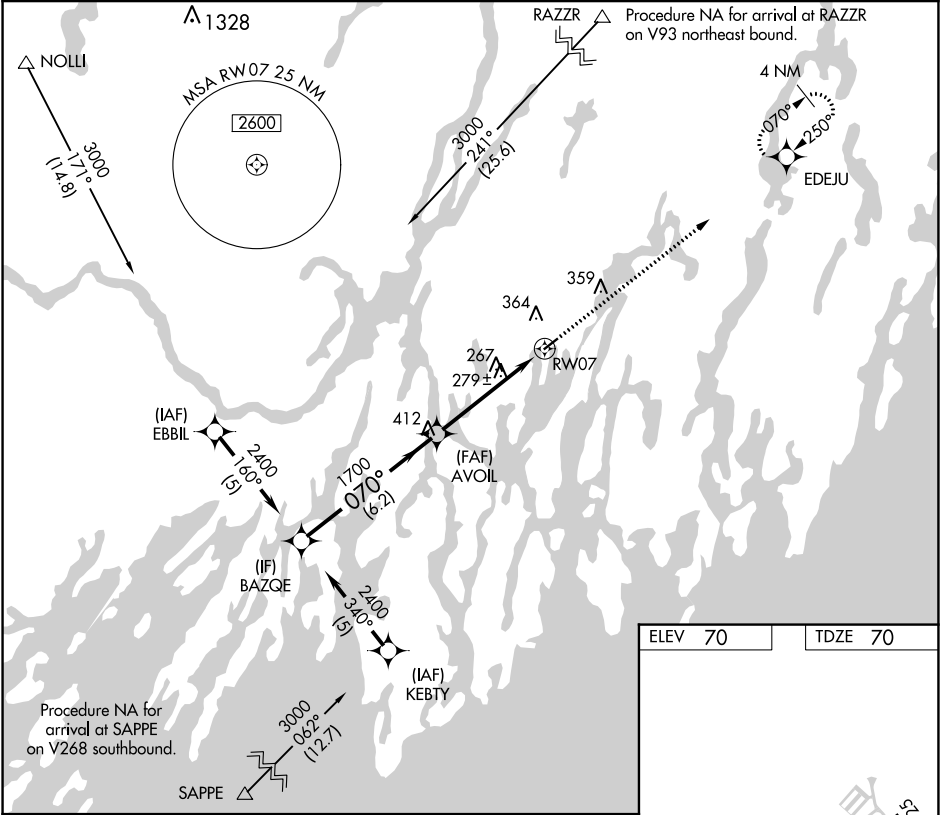 1328
RAZZR
Procedure NA for arrival at RAZZR
on V93 northeast bound.
NOLLI
MSA RW07 25 NM
2600
4 NM
070°
250°
EDEJU
3000
171°
(14.8)
3000
241°
(25.6)
359
364
267
279±
RW07
412
(FAF)
AVOIL
(IAF)
EBBIL
2400
160°
(5)
1700
070°
(6.2)
(IF)
BAZQE
2400
340°
(5)
(IAF)
KEBTY
ELEV 70
TDZE 70
Procedure NA for
arrival at SAPPE
on V268 southbound.
3000
062°
(12.7)
SAPPE
25